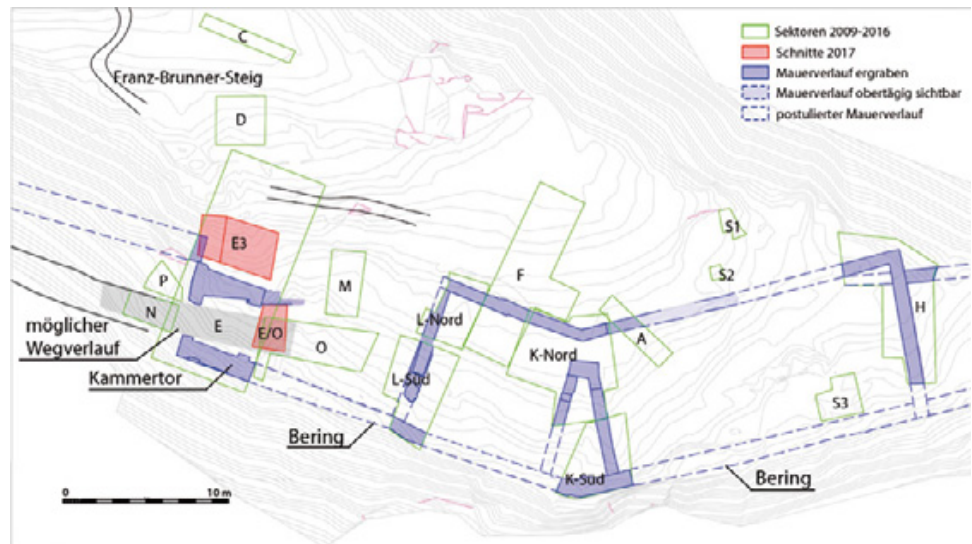 C
Franz-Brunner-Steig
D
Sektoren 2009-2016
Schnitte 2017
Mauerverlauf ergraben
Mauerverlauf obertägig sichtbar
postulierter Mauerverlauf
E3
P
N
E
E/O
O
M
möglicher
Wegverlauf
Kammertor
F
L-Nord
L-Süd
K-Nord
K-Süd
A
S1
S2
S3
H
Bering
Bering
0
10 m